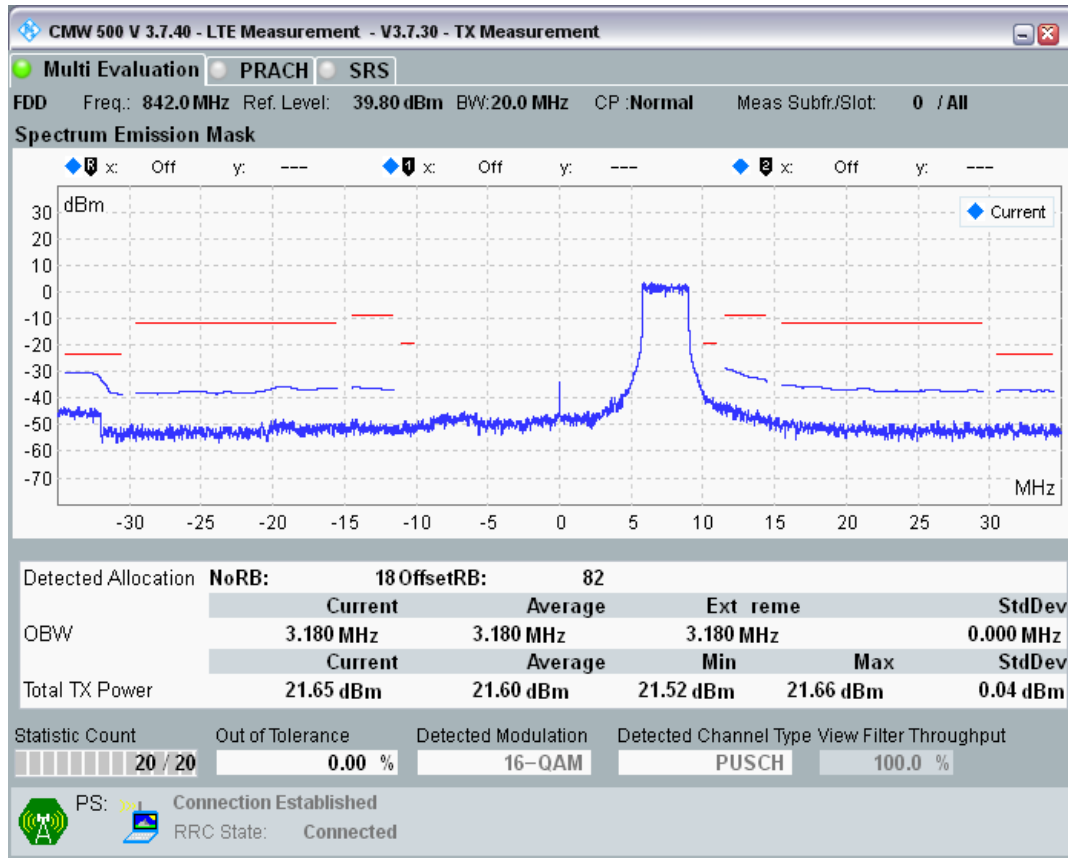 CMW 500 V 3.7.40 - LTE Measurement - V3.7.30 - TX Measurement
Multi Evaluation PRACH SRS
FDD Freq.: 842.0 MHz Ref. Level: 39.80 dBm BW: 20.0 MHz CP :Normal Meas Subfr./Slot: 0 / All
Spectrum Emission Mask
R x: Off y: --- 1 x: Off y: --- 2 x: Off y: ---
dBm
Current
30
20
10
0
-10
-20
-30
-40
-50
-60
-70
MHz
-30 -25 -20 -15 -10 -5 0 5 10 15 20 25 30
Detected Allocation NoRB: 18 OffsetRB: 82
Current Average Ext reme StdDev
OBW 3.180 MHz 3.180 MHz 3.180 MHz 0.000 MHz
Current Average Min Max StdDev
Total TX Power 21.65 dBm 21.60 dBm 21.52 dBm 21.66 dBm 0.04 dBm
Statistic Count Out of Tolerance Detected Modulation Detected Channel Type View Filter Throughput
20 / 20 0.00 % 16-QAM PUSCH 100.0 %
PS: Connection Established
RRC State: Connected